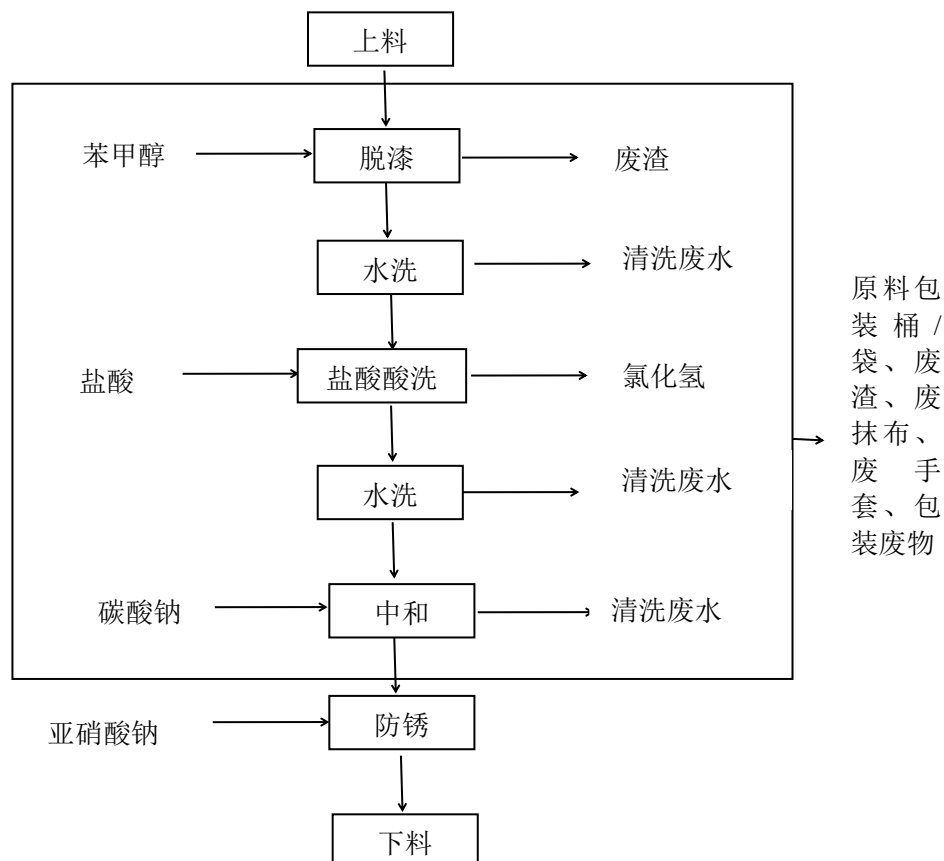 上料
苯甲醇
脱漆
废渣
水洗
清洗废水
盐酸
盐酸酸洗
氯化氢
水洗
清洗废水
碳酸钠
中和
清洗废水
亚硝酸钠
防锈
下料
原料包
装桶/
袋、废
渣、废
抹布、
废手
套、包
装废物